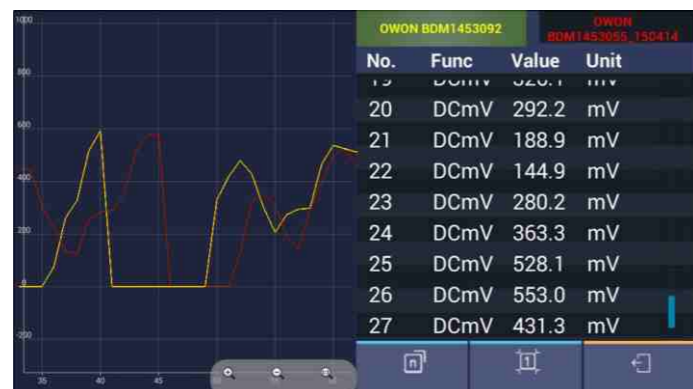 1000
800
600
400
200
0
-200
35 40 45
OWON BDM1453092
OWON
BDM1453055_150414
No. Func Value Unit
20 DCmV 292.2 mV
21 DCmV 188.9 mV
22 DCmV 144.9 mV
23 DCmV 280.2 mV
24 DCmV 363.3 mV
25 DCmV 528.1 mV
26 DCmV 553.0 mV
27 DCmV 431.3 mV
n 1